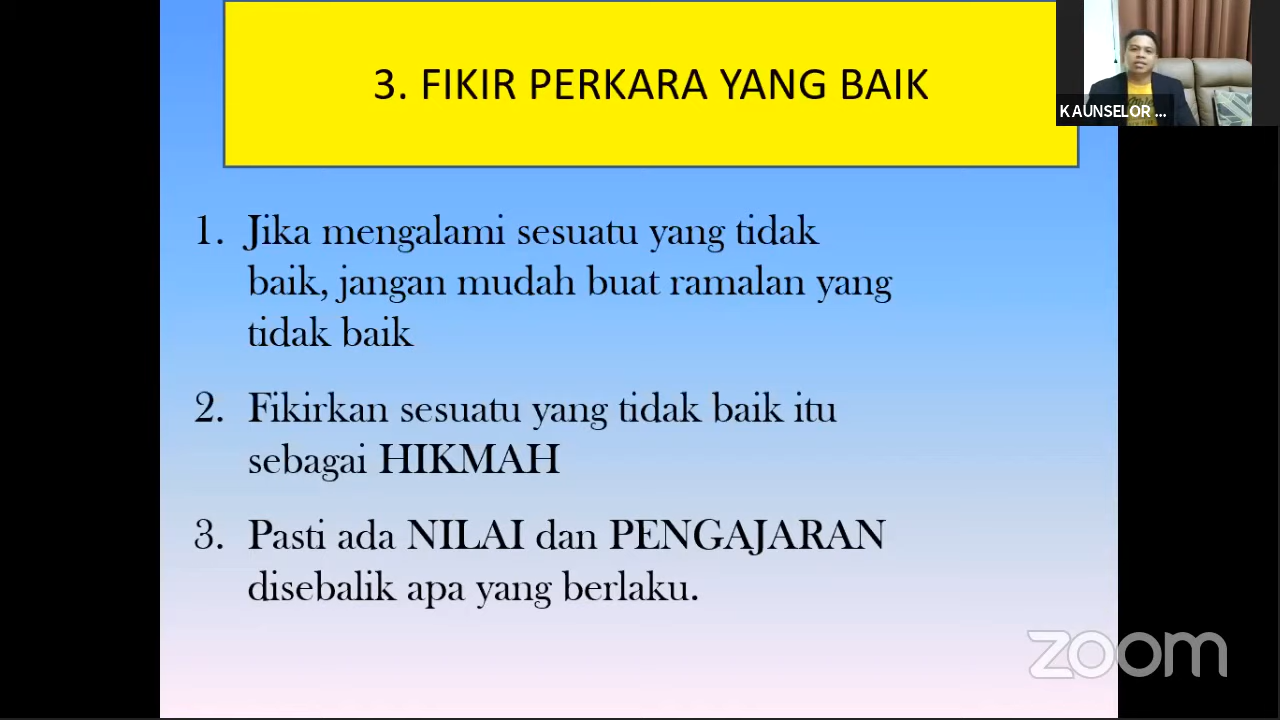 3. FIKIR PERKARA YANG BAIK
KAUNSELOR ...
1. Jika mengalami sesuatu yang tidak
baik, jangan mudah buat ramalan yang
tidak baik
2. Fikirkan sesuatu yang tidak baik itu
sebagai HIKMAH
3. Pasti ada NILAI dan PENGAJARAN
disebalik apa yang berlaku.
zoom